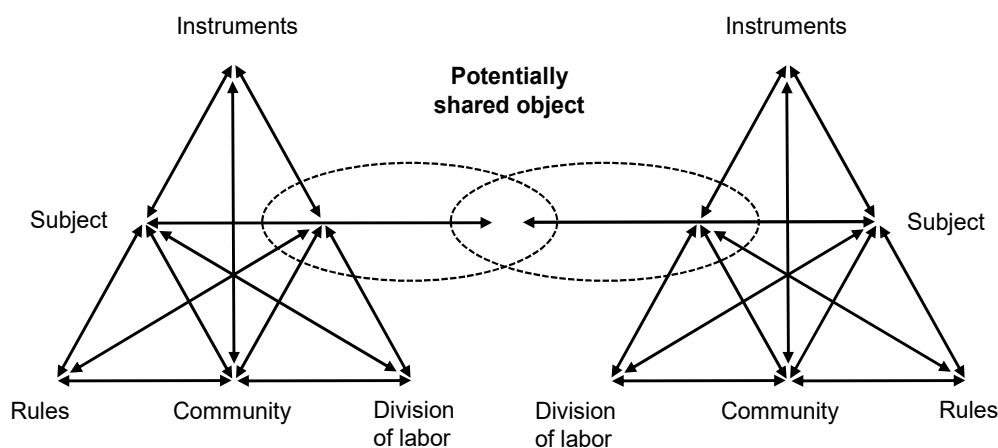 Instruments
Instruments
Potentially
shared object
Subject
Subject
Rules
Community
Division
of labor
Division
of labor
Community
Rules